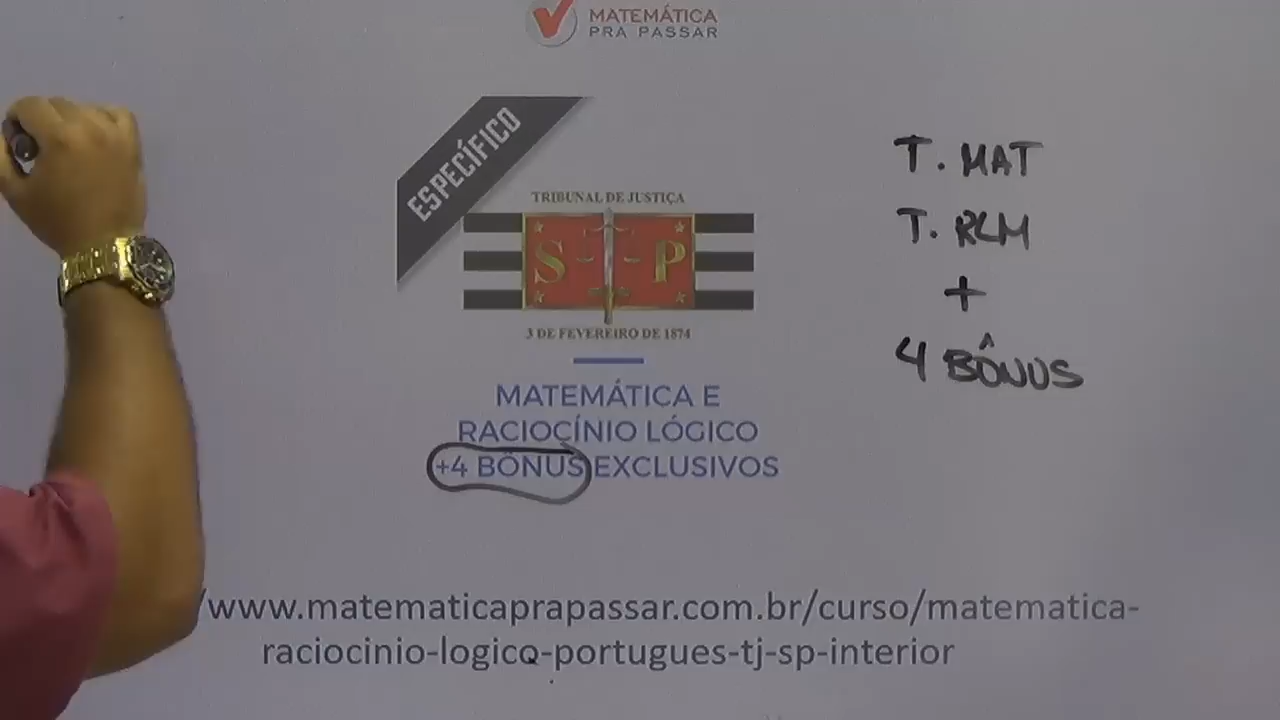 MATEMÁTICA
PRA PASSAR
ESPECÍFICO
TRIBUNAL DE JUSTIÇA
S P
3 DE FEVEREIRO DE 1874
MATEMÁTICA E
RACIOCÍNIO LÓGICO
+4 BÔNUS EXCLUSIVOS
T. MAT
T. RLM
+
4 BÔNUS
/www.matematicaprapassar.com.br/curso/matematica-
raciocinio-logico-portugues-tj-sp-interior